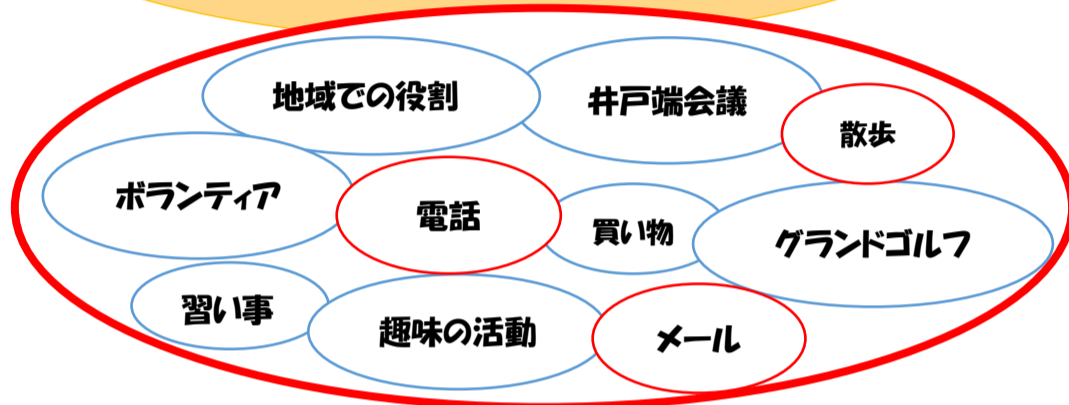 地域での役割
井戸端会議
散歩
ボランティア
電話
買い物
グランドゴルフ
習い事
趣味の活動
メール